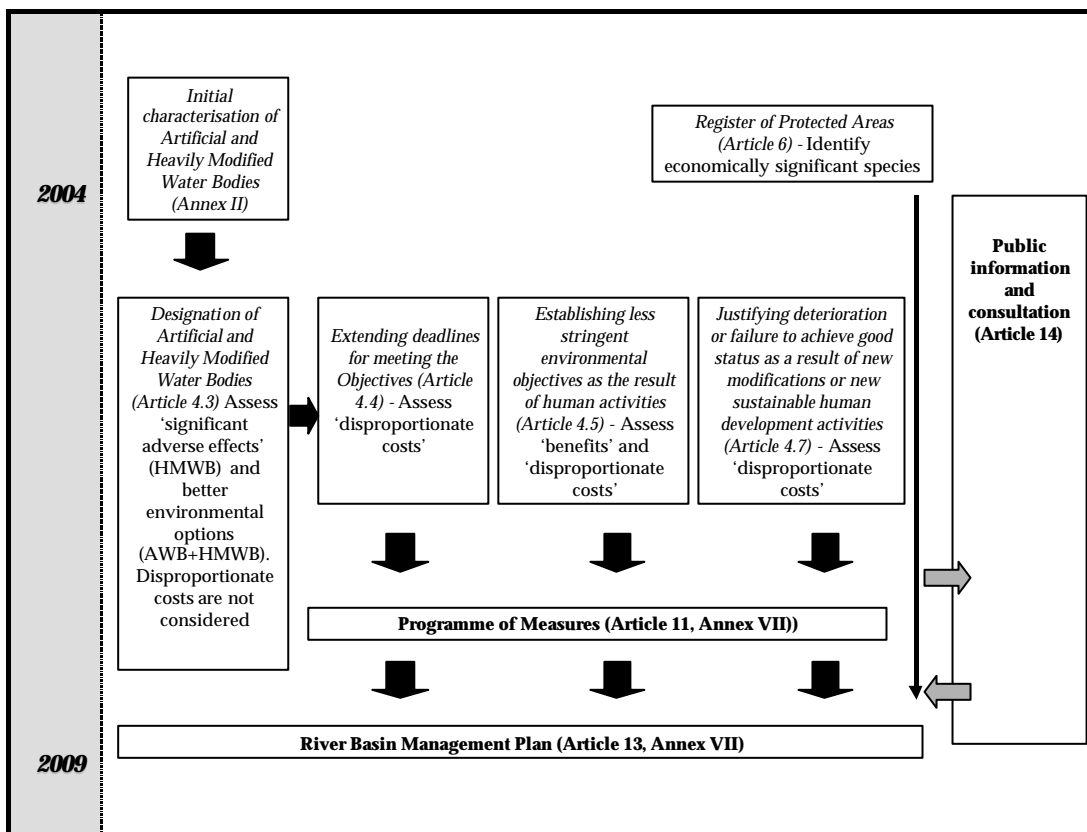 Initial
characterisation of
Artificial and
Heavily Modified
Water Bodies
(Annex II)
Register of Protected Areas
(Article 6) - Identify
economically significant species
2004
Public
information
and
consultation
(Article 14)
Designation of
Artificial and
Heavily Modified
Water Bodies
(Article 4.3) Assess
‘significant
adverse effects’
(HMWB) and
better
environmental
options
(AWB+HMWB).
Disproportionate
costs are not
considered
Extending deadlines
for meeting the
Objectives (Article
4.4) - Assess
‘disproportionate
costs’
Establishing less
stringent
environmental
objectives as the result
of human activities
(Article 4.5) - Assess
‘benefits’ and
‘disproportionate
costs’
Justifying deterioration
or failure to achieve good
status as a result of new
modifications or new
sustainable human
development activities
(Article 4.7) - Assess
‘disproportionate
costs’
Programme of Measures (Article 11, Annex VII))
River Basin Management Plan (Article 13, Annex VII)
2009